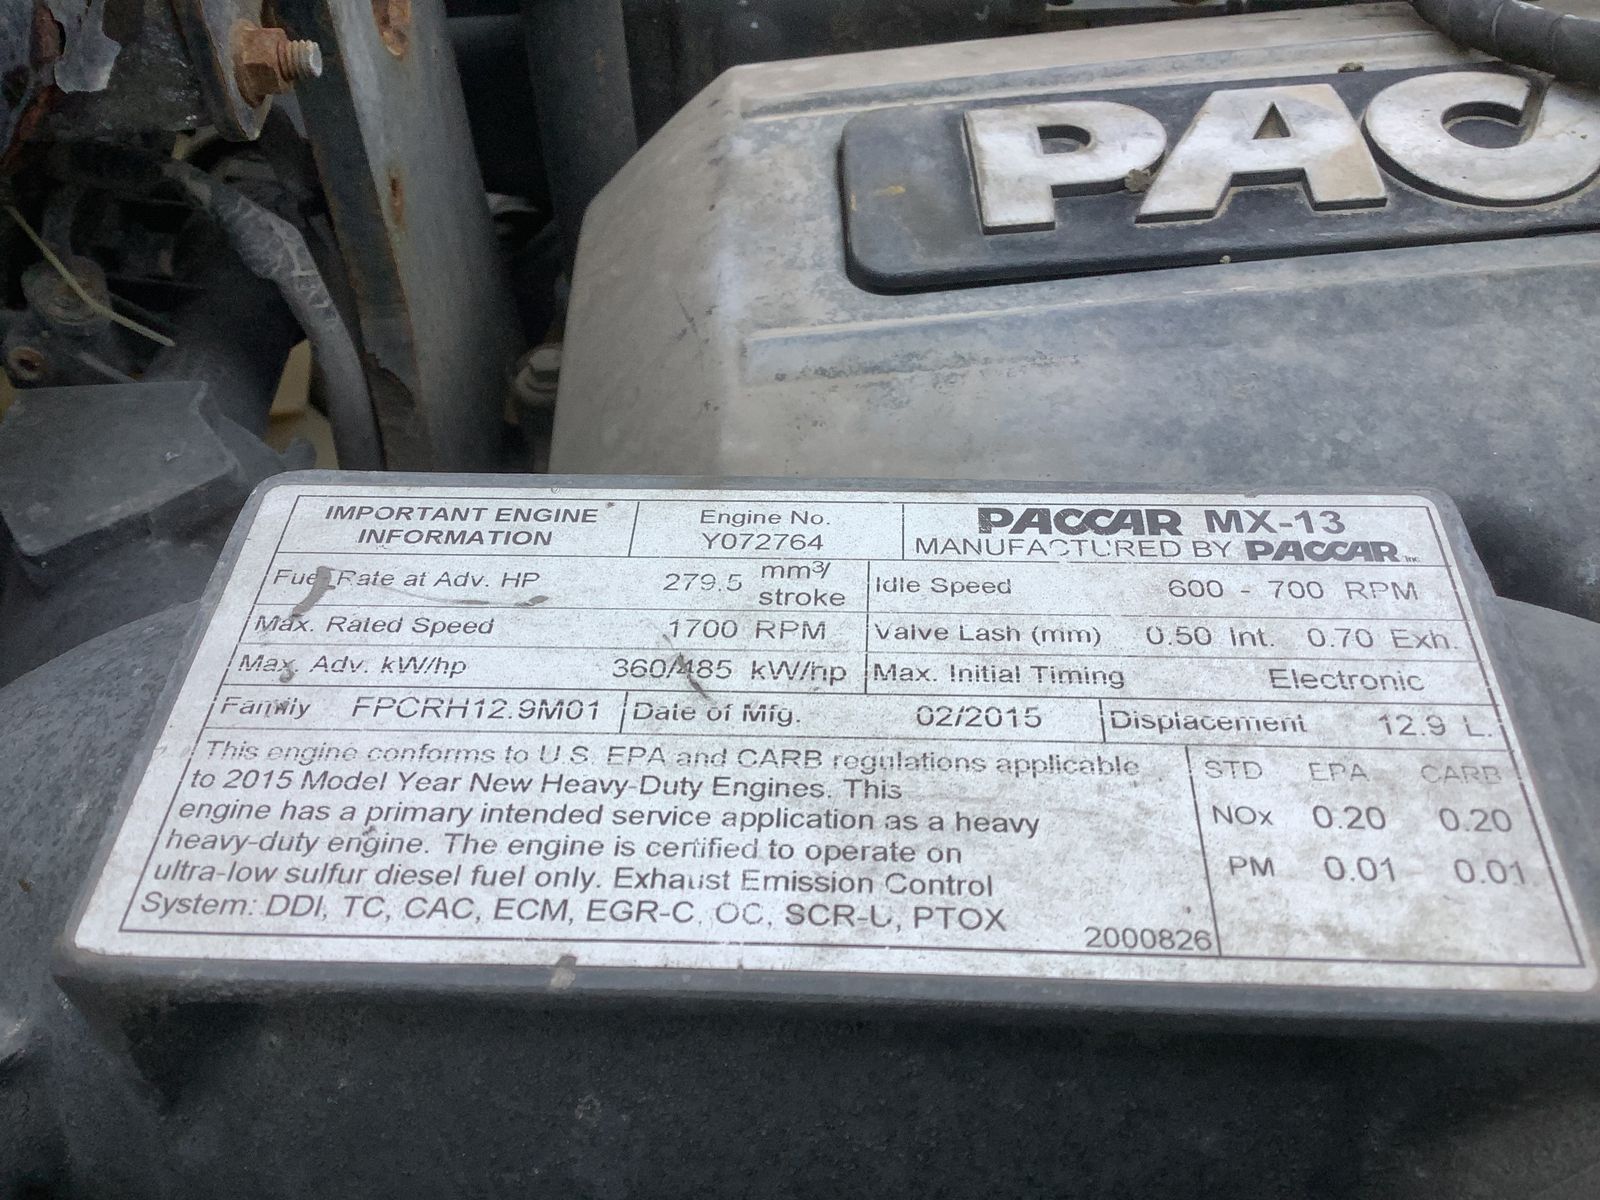 PAC
IMPORTANT ENGINE INFORMATION
Engine No.
Y072764
PACCAR MX-13
MANUFACTURED BY PACCAR Inc
Fuel Rate at Adv. HP 279.5 mm3/stroke
Idle Speed 600 - 700 RPM
Max. Rated Speed 1700 RPM
Valve Lash (mm) 0.50 Int. 0.70 Exh.
Max. Adv. kW/hp 360/485 kW/hp
Max. Initial Timing Electronic
Family FPCRH12.9M01
Date of Mfg. 02/2015
Displacement 12.9 L.
This engine conforms to U.S. EPA and CARB regulations applicable
to 2015 Model Year New Heavy-Duty Engines. This
engine has a primary intended service application as a heavy
heavy-duty engine. The engine is certified to operate on
ultra-low sulfur diesel fuel only. Exhaust Emission Control
System: DDI, TC, CAC, ECM, EGR-C, OC, SCR-U, PTOX
2000826
STD EPA CARB
NOx 0.20 0.20
PM 0.01 0.01